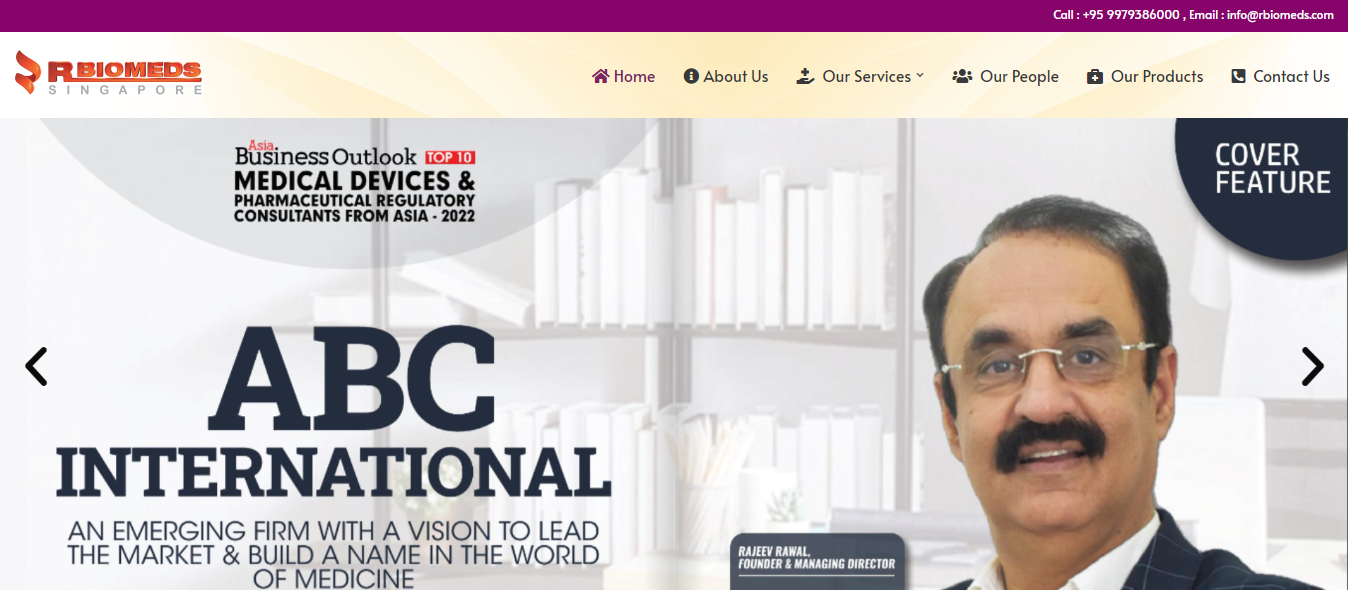 Call : +95 9979386000 , Email : info@rbiomeds.com
RBIOMEDS
SINGAPORE
Home
About Us
Our Services
Our People
Our Products
Contact Us
Asia
Business Outlook TOP 10
MEDICAL DEVICES &
PHARMACEUTICAL REGULATORY
CONSULTANTS FROM ASIA - 2022
COVER
FEATURE
ABC
INTERNATIONAL
AN EMERGING FIRM WITH A VISION TO LEAD
THE MARKET & BUILD A NAME IN THE WORLD
OF MEDICINE
RAJEEV RAWAL,
FOUNDER & MANAGING DIRECTOR